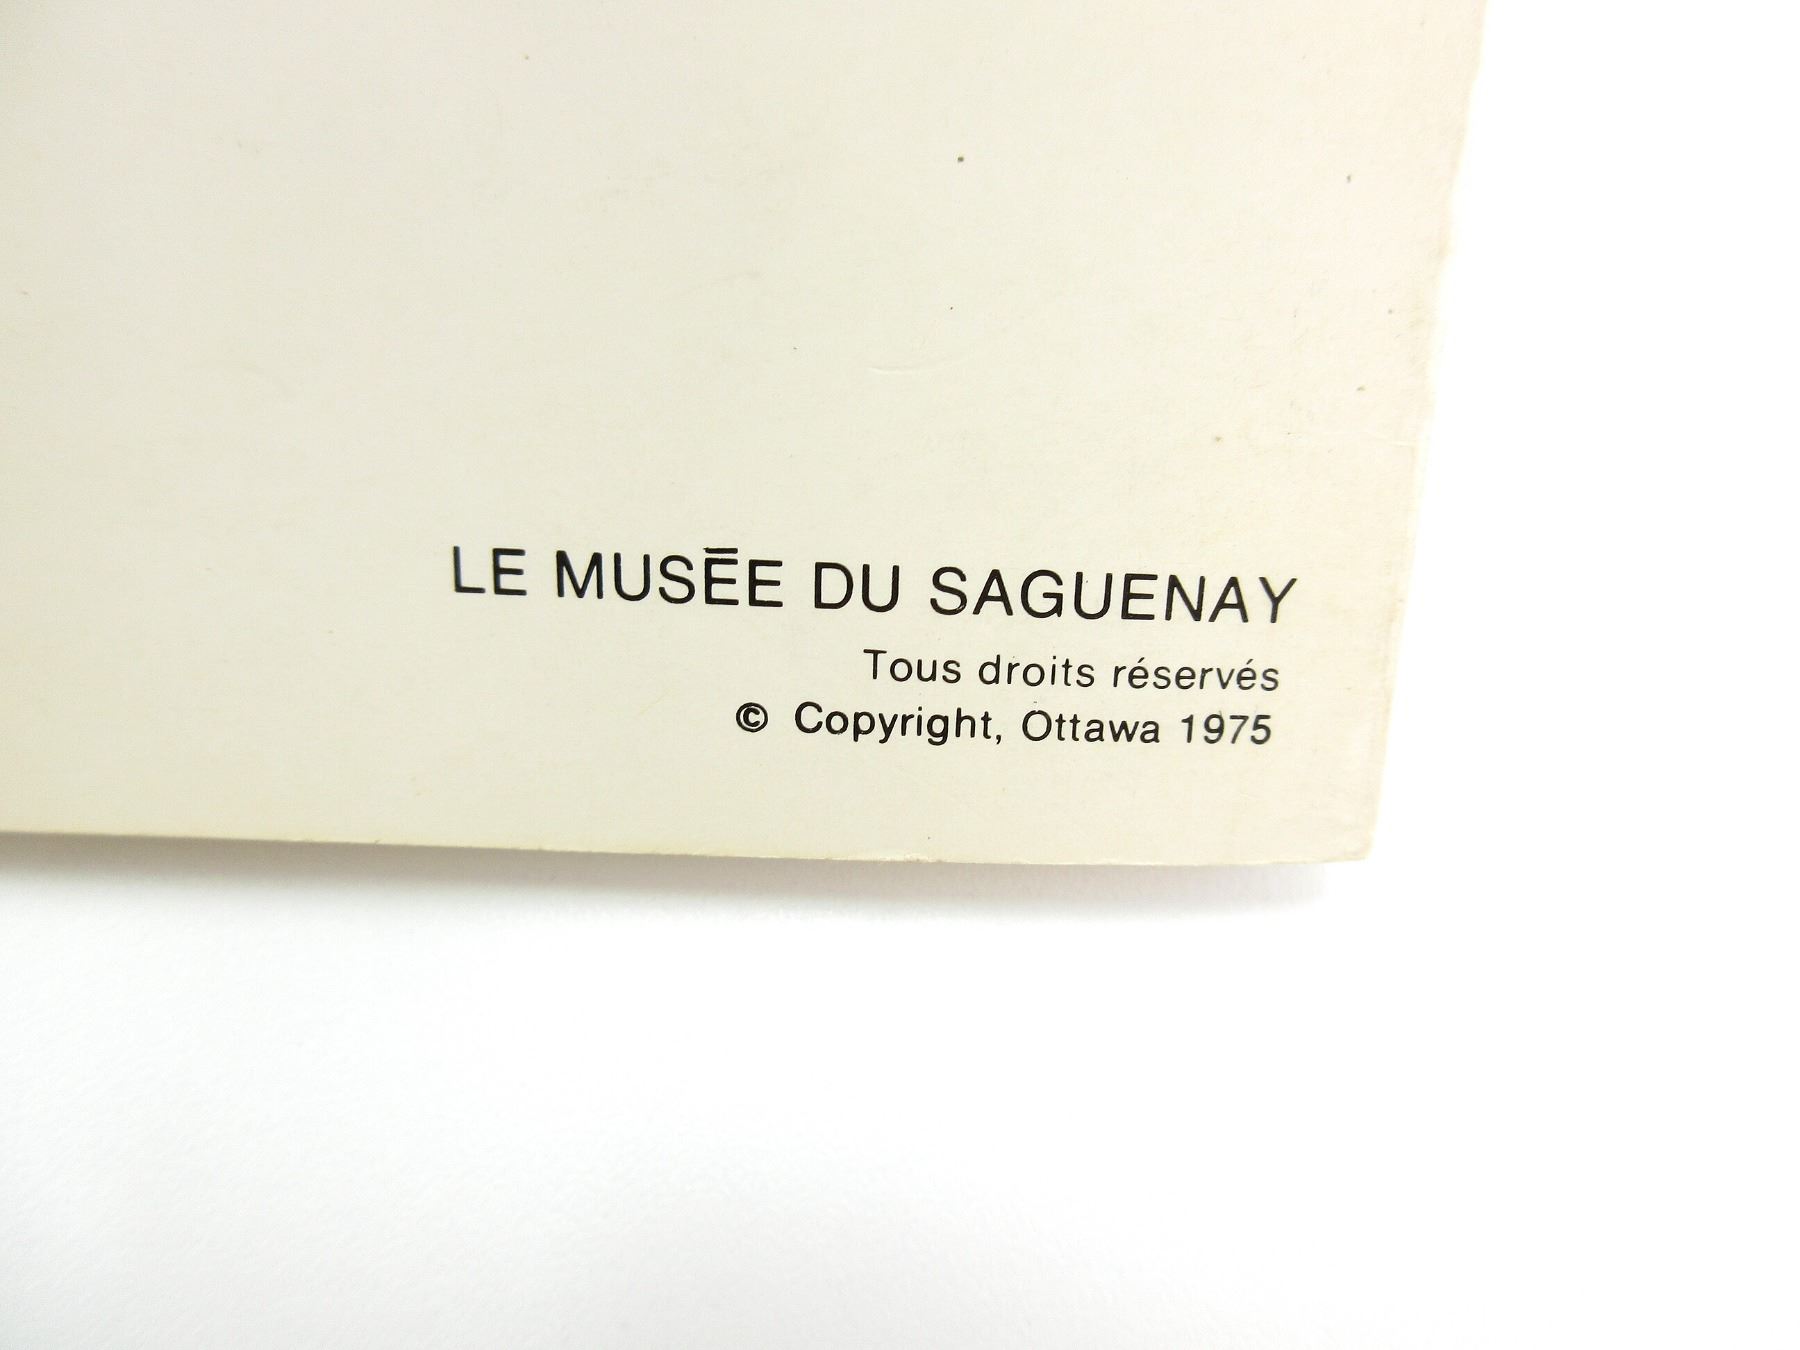 LE MUSĒE DU SAGUENAY
Tous droits réservés
© Copyright, Ottawa 1975